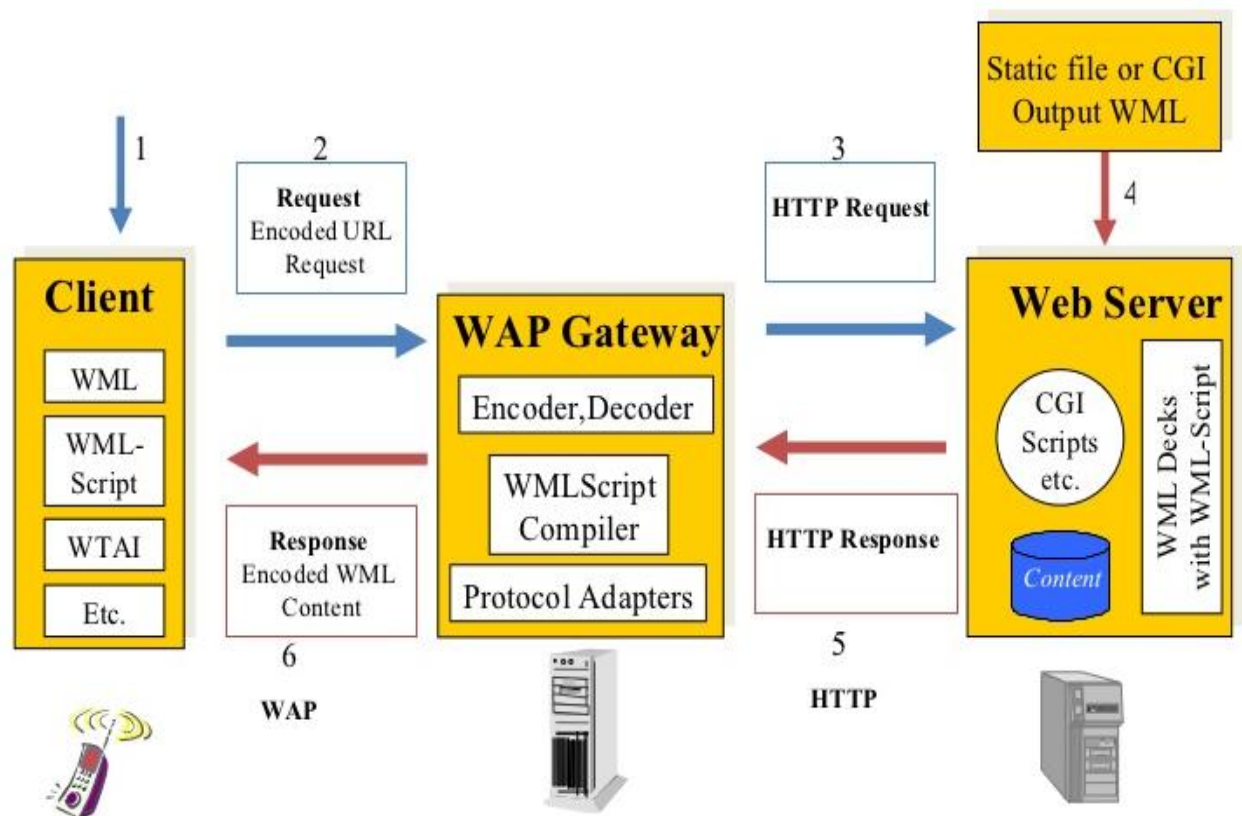 Static file or CGI
Output WML
1
2
3
4
Request
Encoded URL
Request
HTTP Request
Client
WML
WML-
Script
WTAI
Etc.
WAP Gateway
Encoder,Decoder
WMLScript
Compiler
Protocol Adapters
Web Server
CGI
Scripts
etc.
Content
WML Decks
with WML-Script
Response
Encoded WML
Content
HTTP Response
6
5
WAP
HTTP